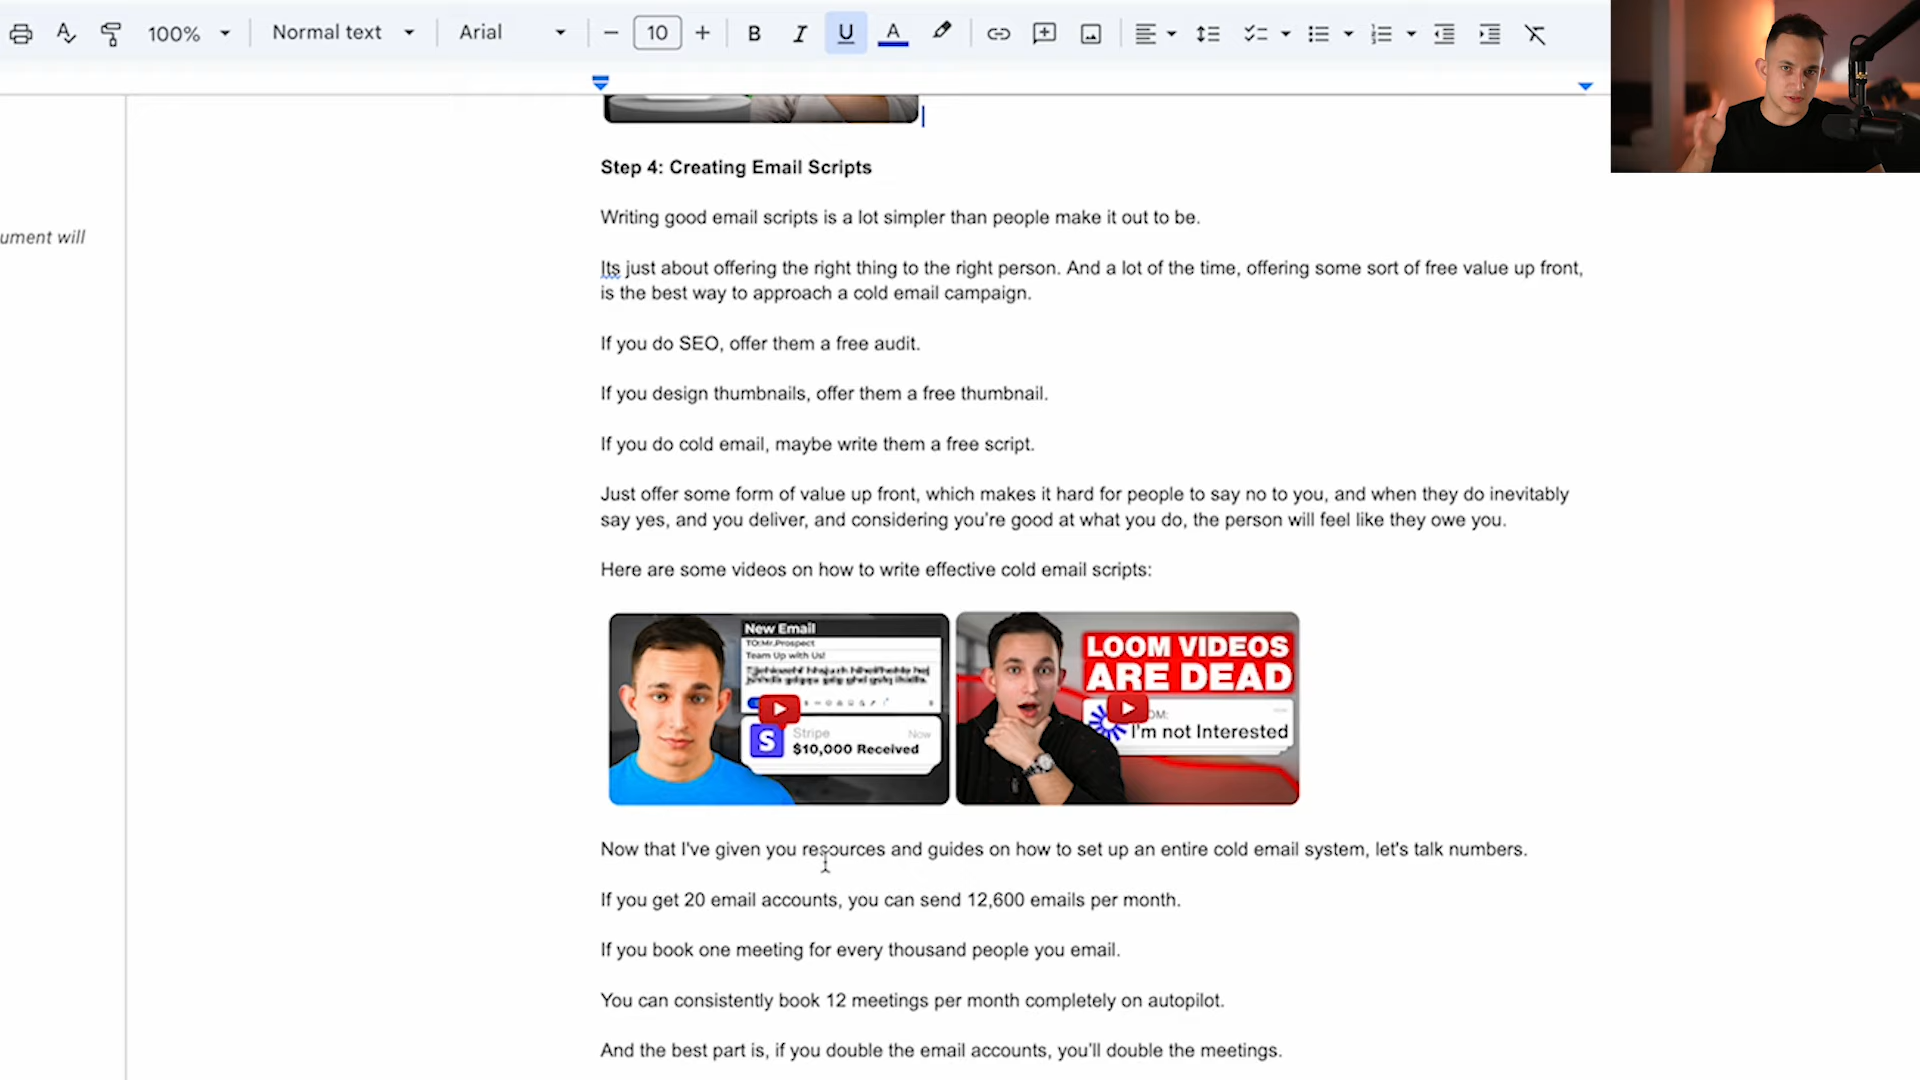 100%
Normal text
Arial
10
B
I
U
A
ument will
Step 4: Creating Email Scripts
Writing good email scripts is a lot simpler than people make it out to be.
Its just about offering the right thing to the right person. And a lot of the time, offering some sort of free value up front,
is the best way to approach a cold email campaign.
If you do SEO, offer them a free audit.
If you design thumbnails, offer them a free thumbnail.
If you do cold email, maybe write them a free script.
Just offer some form of value up front, which makes it hard for people to say no to you, and when they do inevitably
say yes, and you deliver, and considering you're good at what you do, the person will feel like they owe you.
Here are some videos on how to write effective cold email scripts:
New Email
TO:Mr.Prospect
Team Up with Us!
S
Stripe
Now
$10,000 Received
LOOM VIDEOS
ARE DEAD
I'm not Interested
Now that I've given you resources and guides on how to set up an entire cold email system, let's talk numbers.
If you get 20 email accounts, you can send 12,600 emails per month.
If you book one meeting for every thousand people you email.
You can consistently book 12 meetings per month completely on autopilot.
And the best part is, if you double the email accounts, you'll double the meetings.